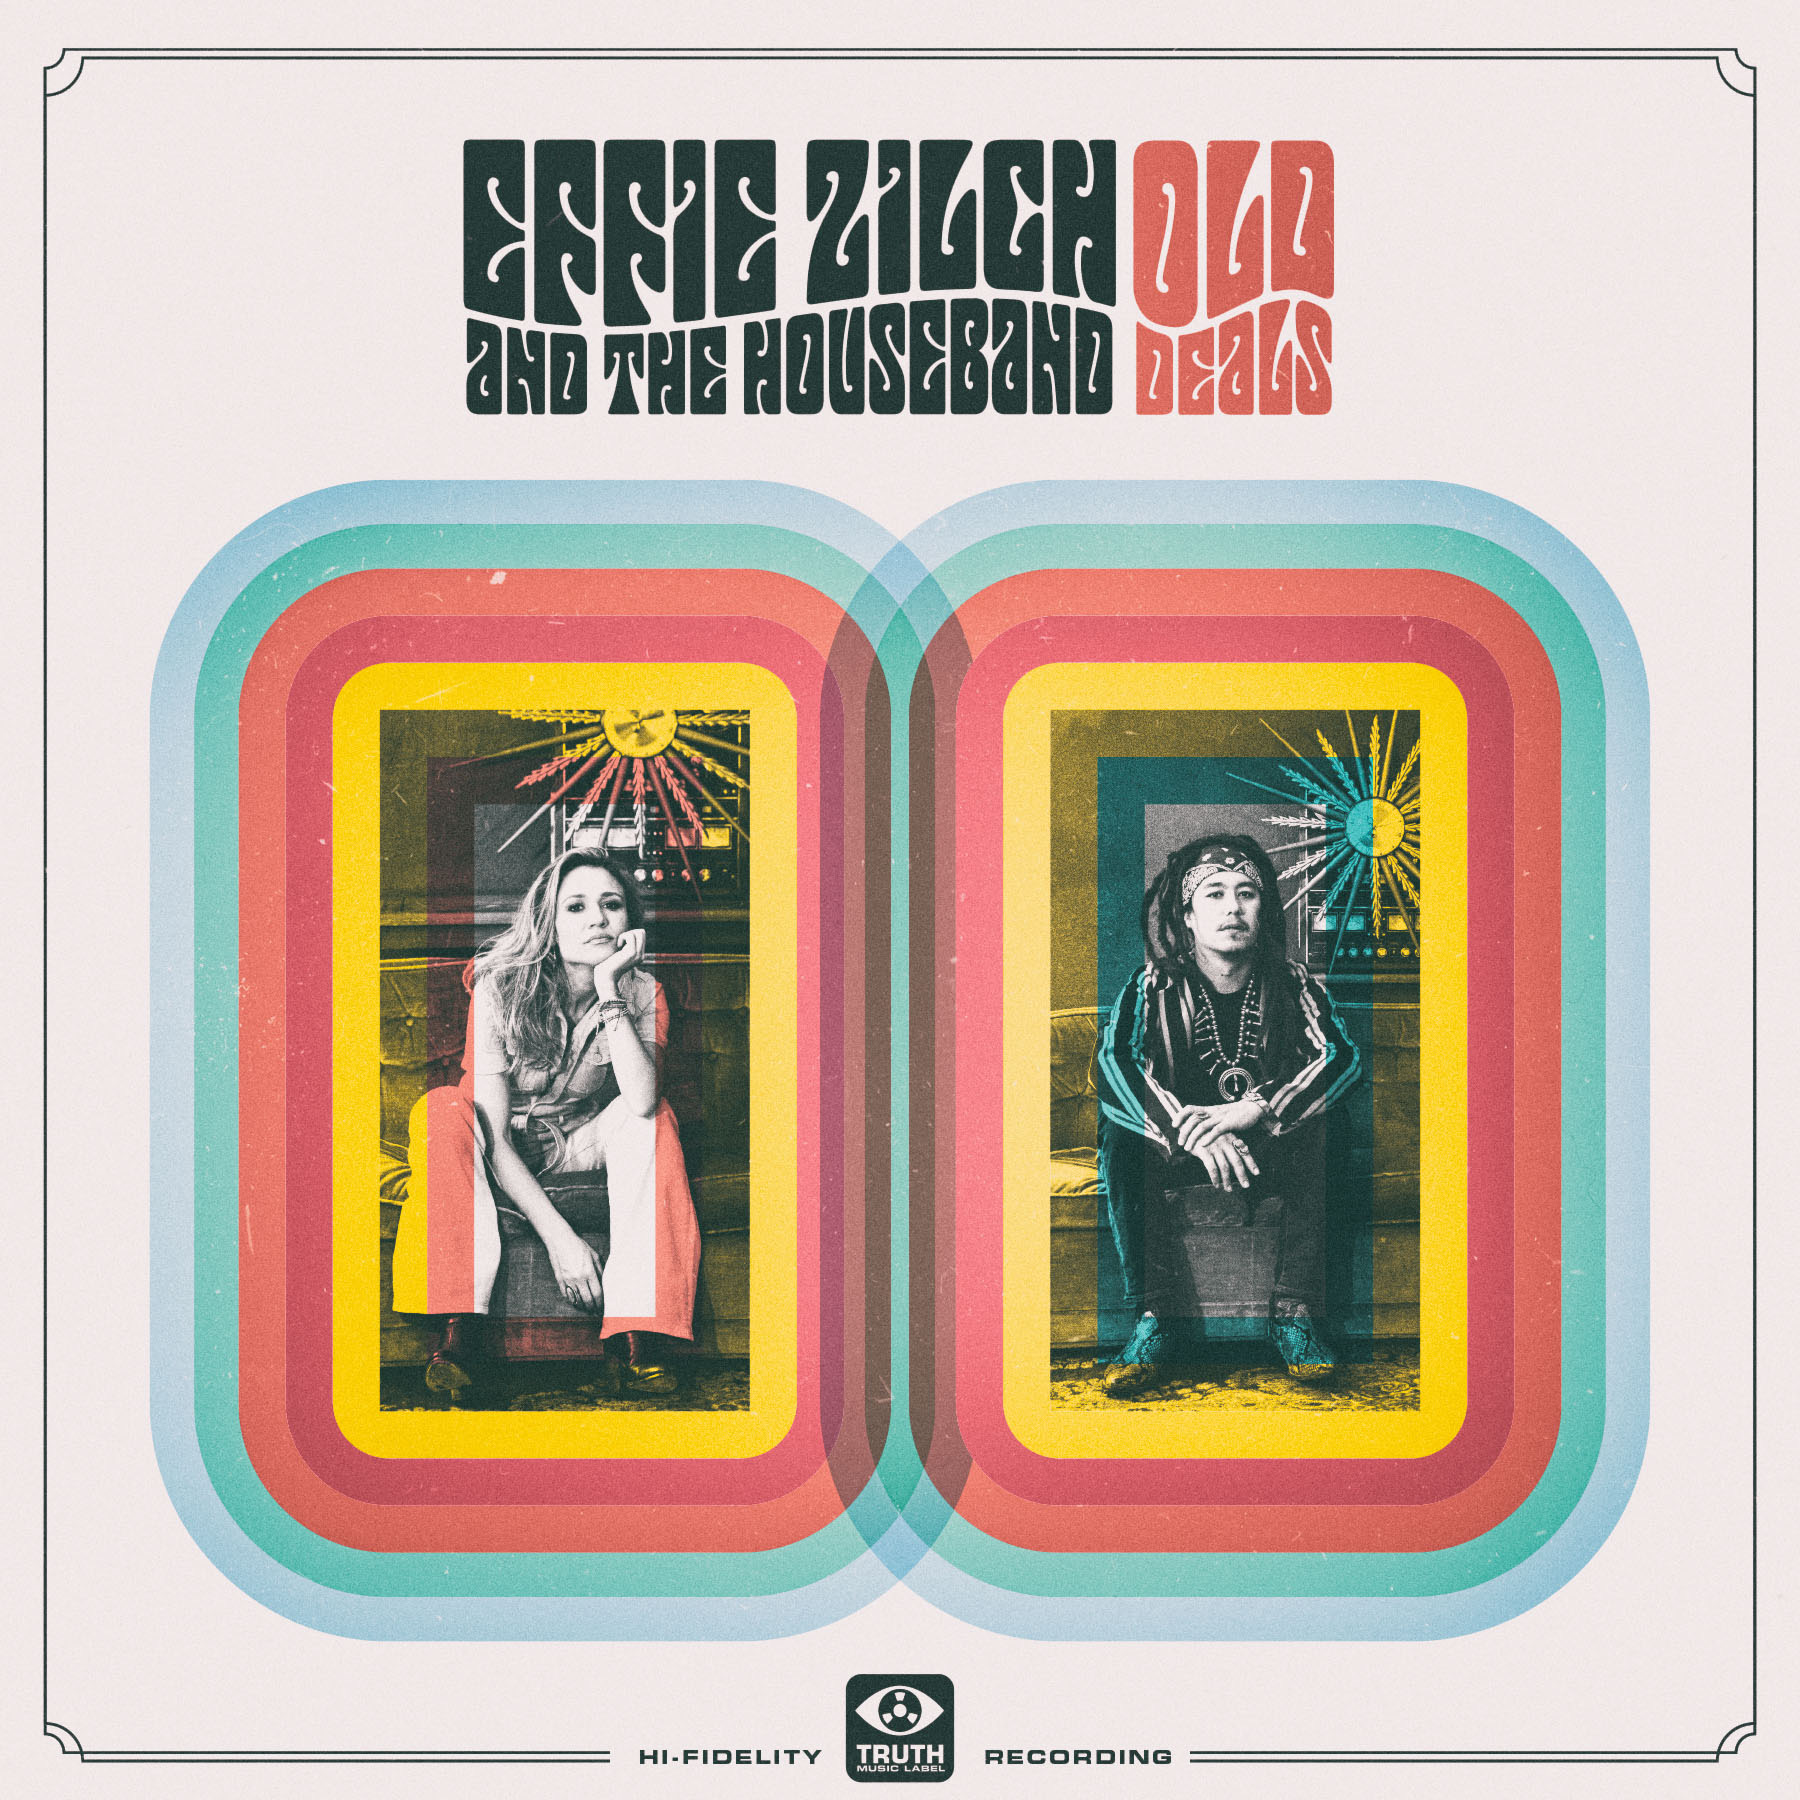 EFFIE ZILCH OLD
AND THE HOUSEBAND DEALS
HI-FIDELITY
TRUTH
MUSIC LABEL
RECORDING